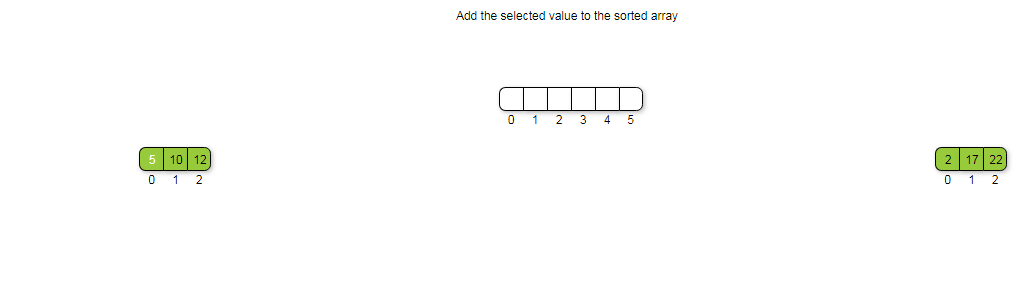 Add the selected value to the sorted array
0 1 2 3 4 5
5 10 12
0 1 2
2 17 22
0 1 2